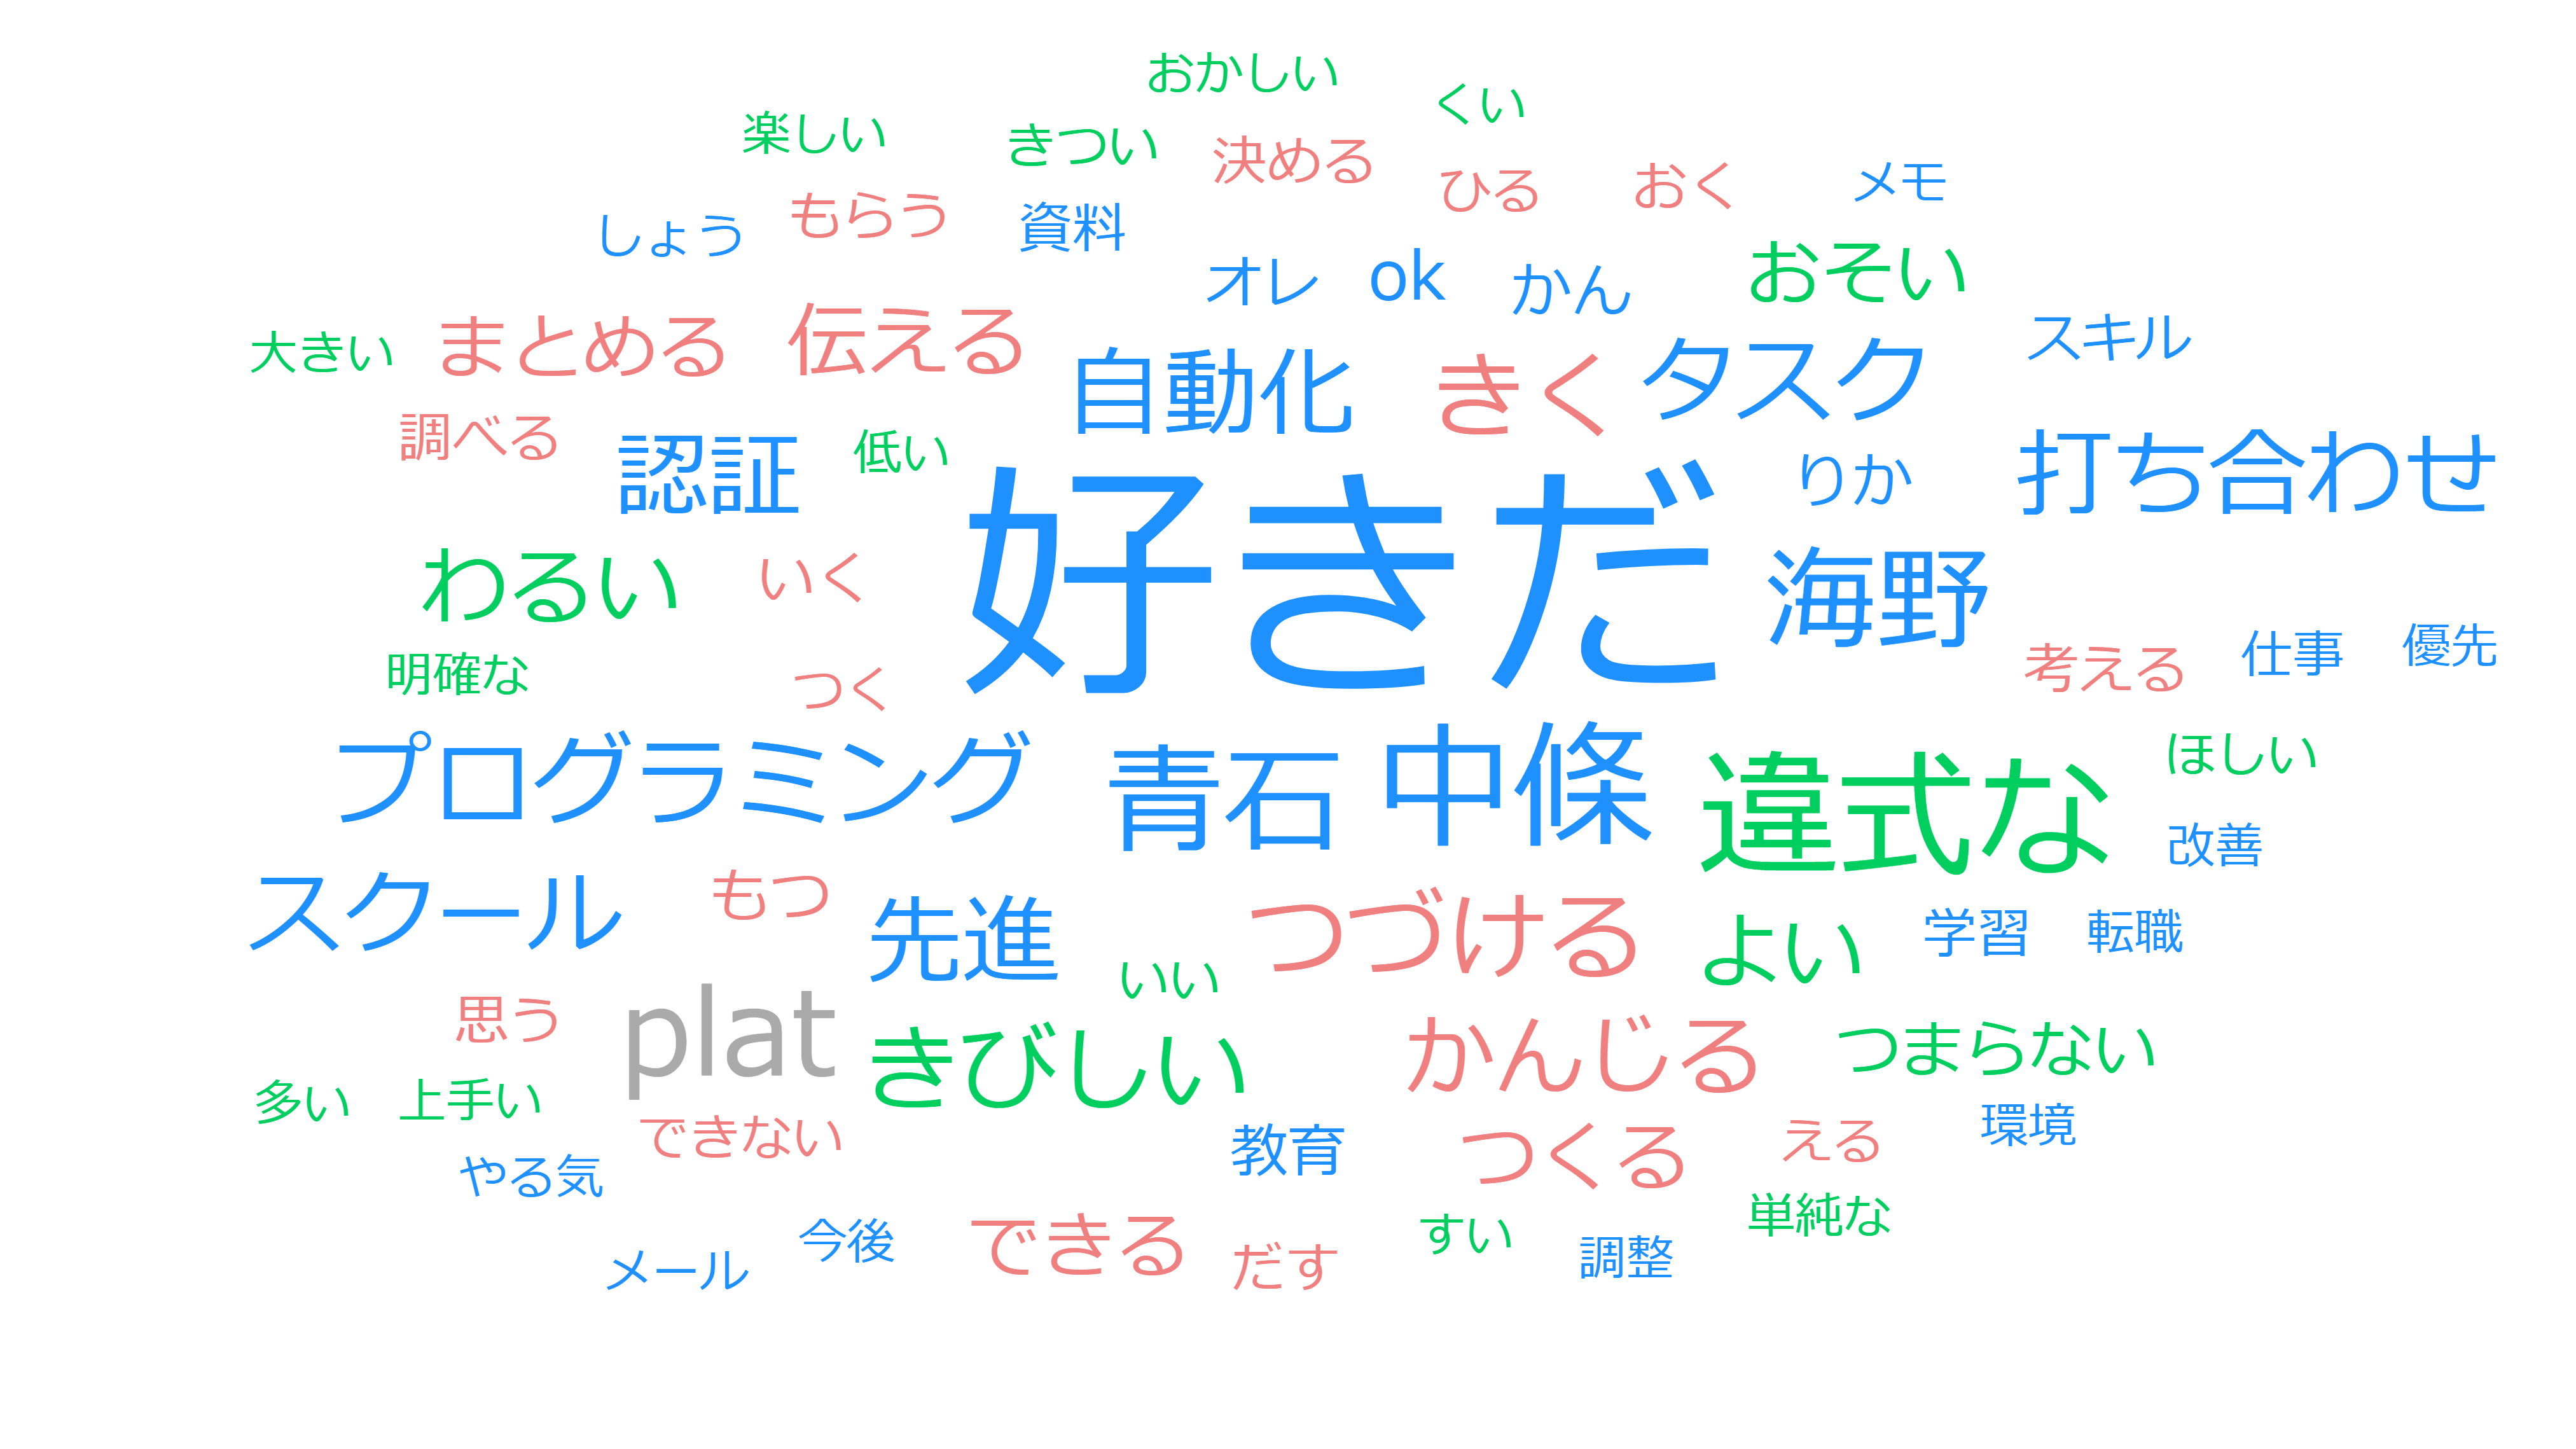 おかしい
くい
楽しい
きつい
決める
ひる
おく
メモ
しょう
もらう
資料
オレ
ok
かん
おそい
大きい
まとめる
伝える
自動化
きく
タスク
スキル
調べる
認証
低い
りか
打ち合わせ
わるい
いく
好きだ
海野
明確な
つく
考える
仕事
優先
プログラミング
青石
中條
違式な
ほしい
改善
スクール
もつ
先進
いい
つづける
よい
学習
転職
思う
plat
きびしい
かんじる
つまらない
多い
上手い
できない
教育
つくる
える
環境
やる気
今後
できる
だす
すい
調整
単純な
メール